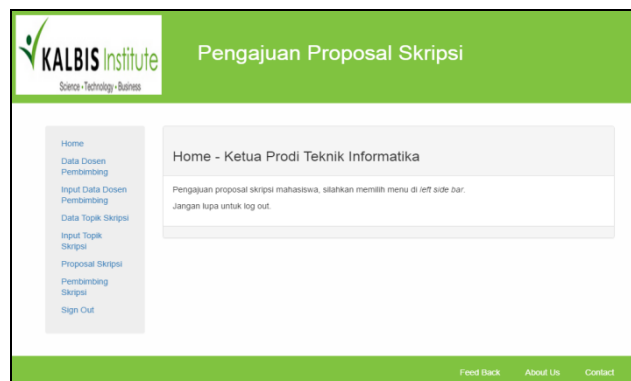 KALBIS Institute
Science • Technology • Business
Pengajuan Proposal Skripsi
Home
Data Dosen
Pembimbing
Input Data Dosen
Pembimbing
Data Topik Skripsi
Input Topik
Skripsi
Proposal Skripsi
Pembimbing
Skripsi
Sign Out
Home - Ketua Prodi Teknik Informatika
Pengajuan proposal skripsi mahasiswa, silahkan memilih menu di left side bar.
Jangan lupa untuk log out.
Feed Back About Us Contact